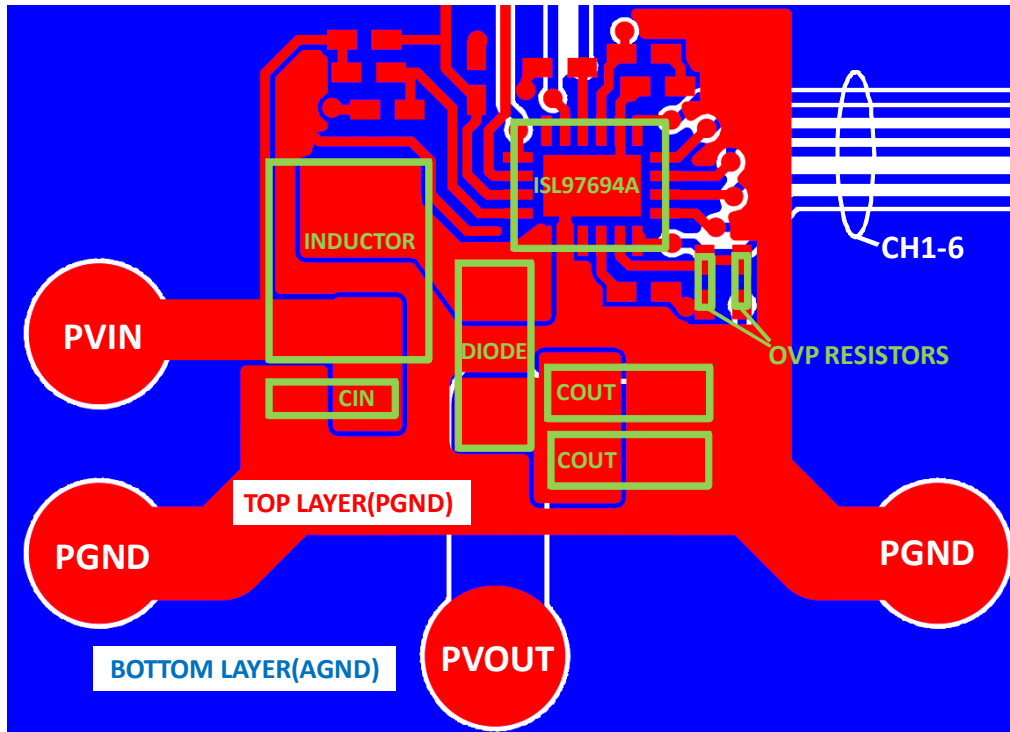 ISL97694A
INDUCTOR
CH1-6
PVIN
DIODE
OVP RESISTORS
CIN
COUT
COUT
TOP LAYER(PGND)
PGND
PGND
PVOUT
BOTTOM LAYER(AGND)